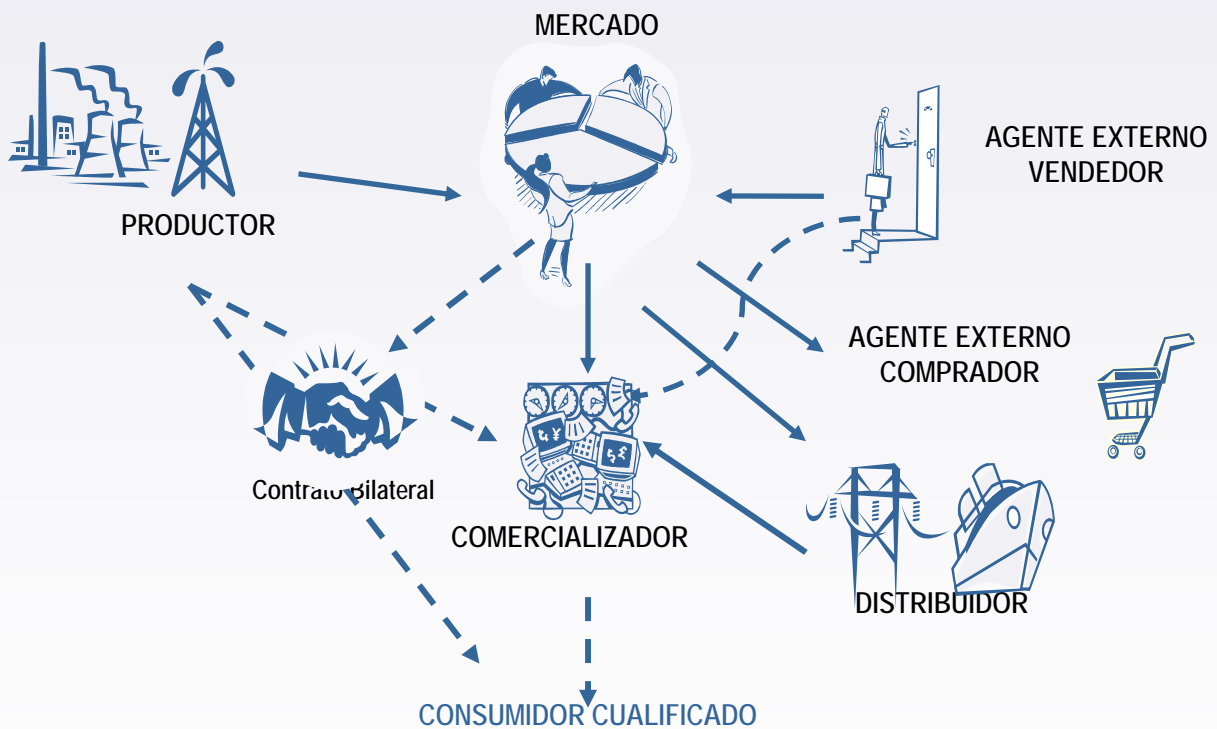 MERCADO
AGENTE EXTERNO
VENDEDOR
PRODUCTOR
AGENTE EXTERNO
COMPRADOR
Contrato Bilateral
COMERCIALIZADOR
DISTRIBUIDOR
CONSUMIDOR CUALIFICADO